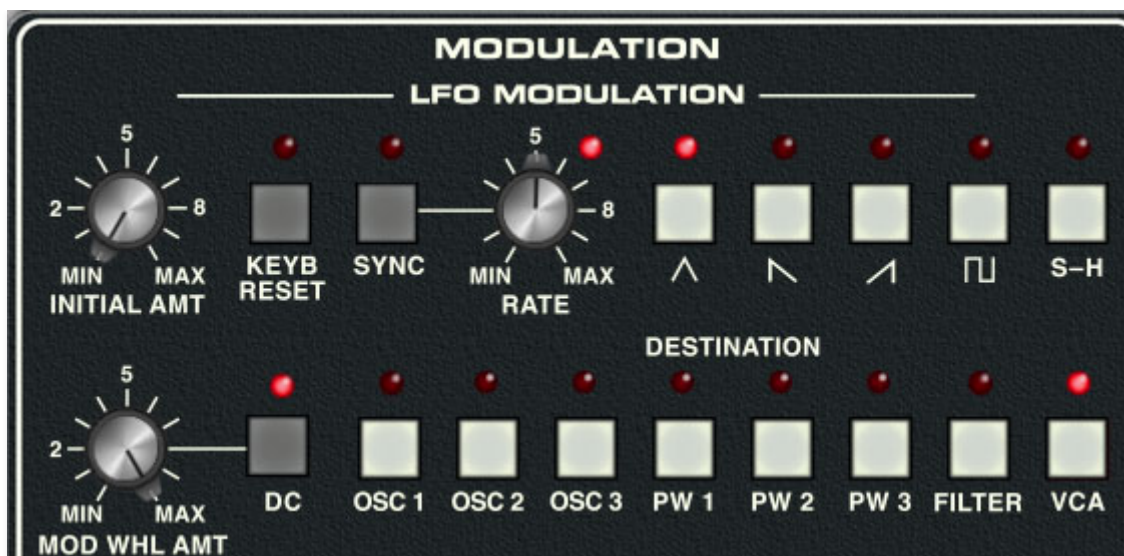 MODULATION
LFO MODULATION
5
2
8
MIN
MAX
INITIAL AMT
KEYB
RESET
SYNC
5
8
MIN
MAX
RATE
S-H
DESTINATION
5
2
MIN
MAX
MOD WHL AMT
DC
OSC 1
OSC 2
OSC 3
PW 1
PW 2
PW 3
FILTER
VCA